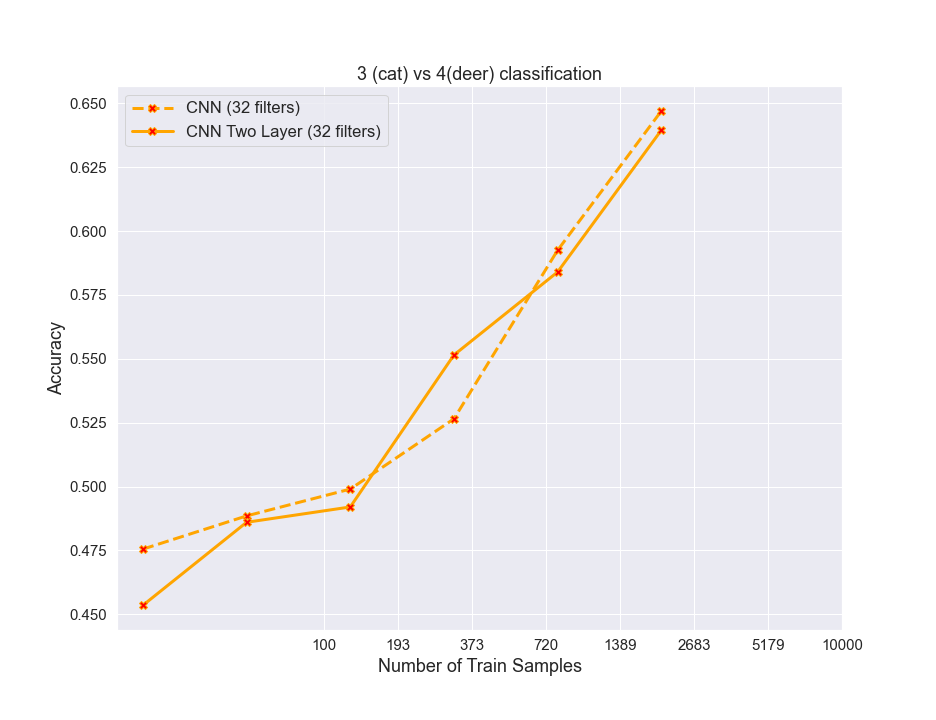 3 (cat) vs 4(deer) classification
CNN (32 filters)
CNN Two Layer (32 filters)
0.650
0.625
0.600
0.575
0.550
0.525
0.500
0.475
0.450
Accuracy
100 193 373 720 1389 2683 5179 10000
Number of Train Samples